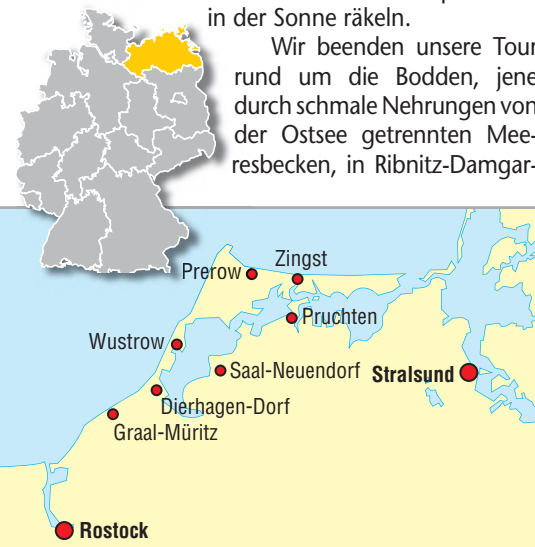 in der Sonne räkeln.
Wir beenden unsere Tour
rund um die Bodden, jene
durch schmale Nehrungen von
der Ostsee getrennten Mee-
resbecken, in Ribnitz-Damgar-
Zingst
Prerow
Pruchten
Wustrow
Saal-Neuendorf
Stralsund
Dierhagen-Dorf
Graal-Müritz
Rostock